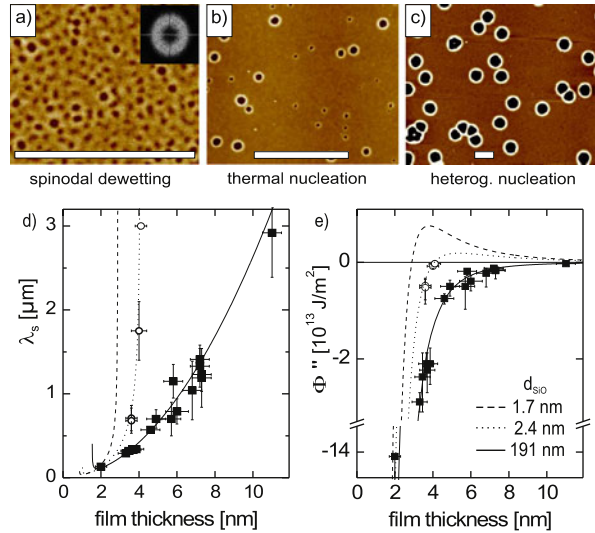 a)
b)
c)
spinodal dewetting
thermal nucleation
heterog. nucleation
d)
3
2
1
0
λs [µm]
0 2 4 6 8 10
film thickness [nm]
e)
0
-2
-14
Φ'' [10¹³ J/m²]
dSiO
1.7 nm
2.4 nm
191 nm
0 2 4 6 8 10
film thickness [nm]